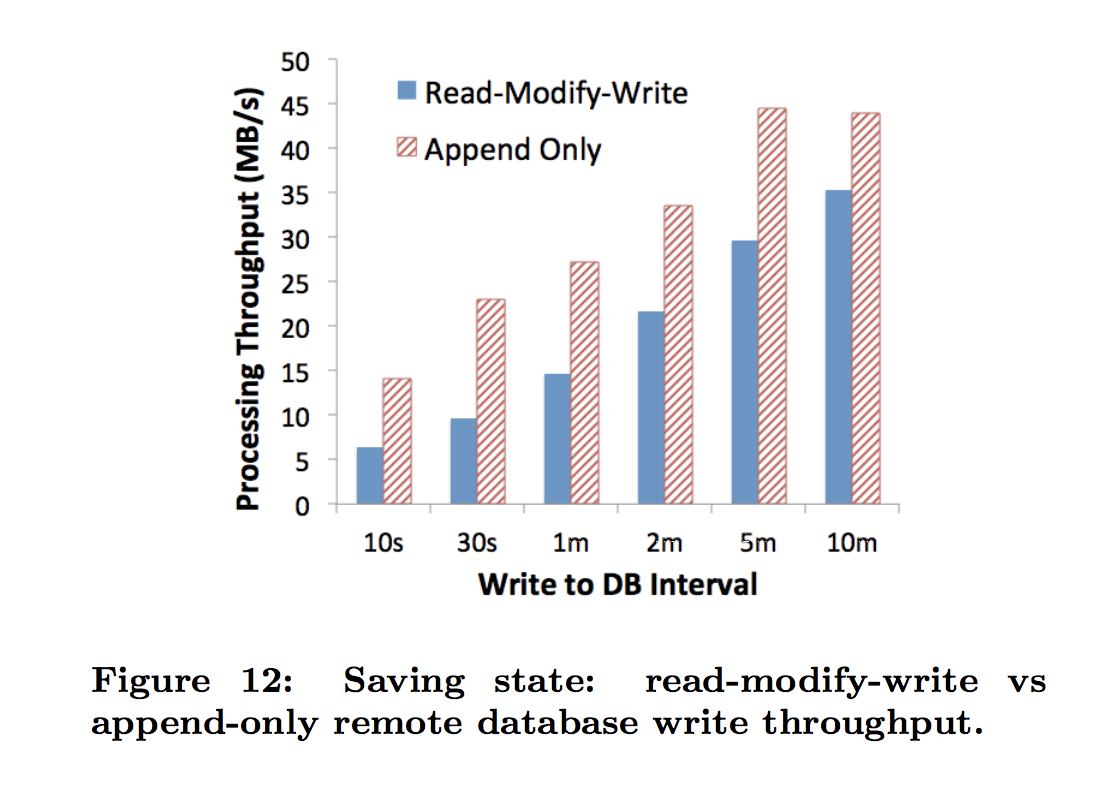 50
45
40
35
30
25
20
15
10
5
0
Processing Throughput (MB/s)
Read-Modify-Write
Append Only
10s 30s 1m 2m 5m 10m
Write to DB Interval
Figure 12: Saving state: read-modify-write vs
append-only remote database write throughput.